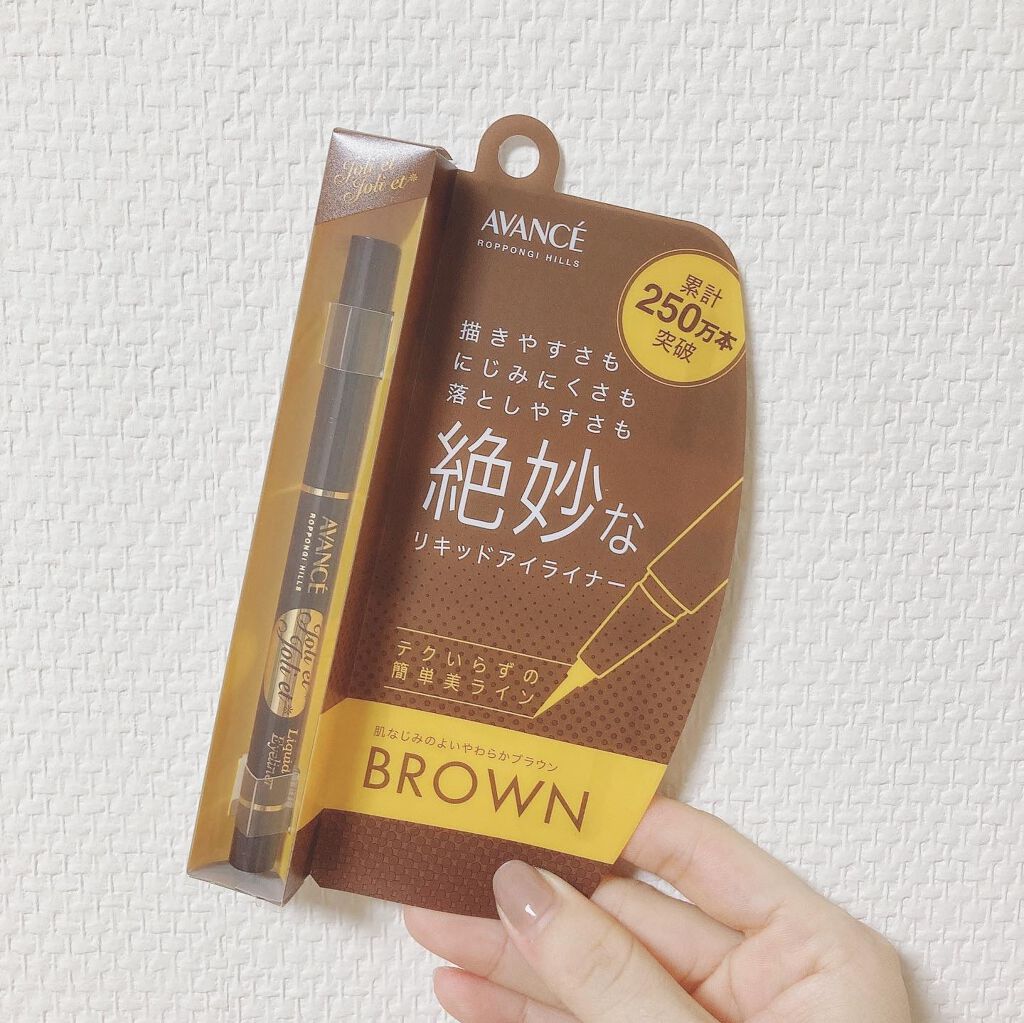 Joli et
Joli et
AVANCÉ
ROPPONGI HILLS
累計
250万本
突破
描きやすさも
にじみにくさも
落としやすさも
絶妙な
リキッドアイライナー
テクいらずの
簡単美ライン
肌なじみのよいやわらかブラウン
BROWN
AVANCÉ
ROPPONGI HILLS
Joli et
Joli et
Liquid
Eyeliner